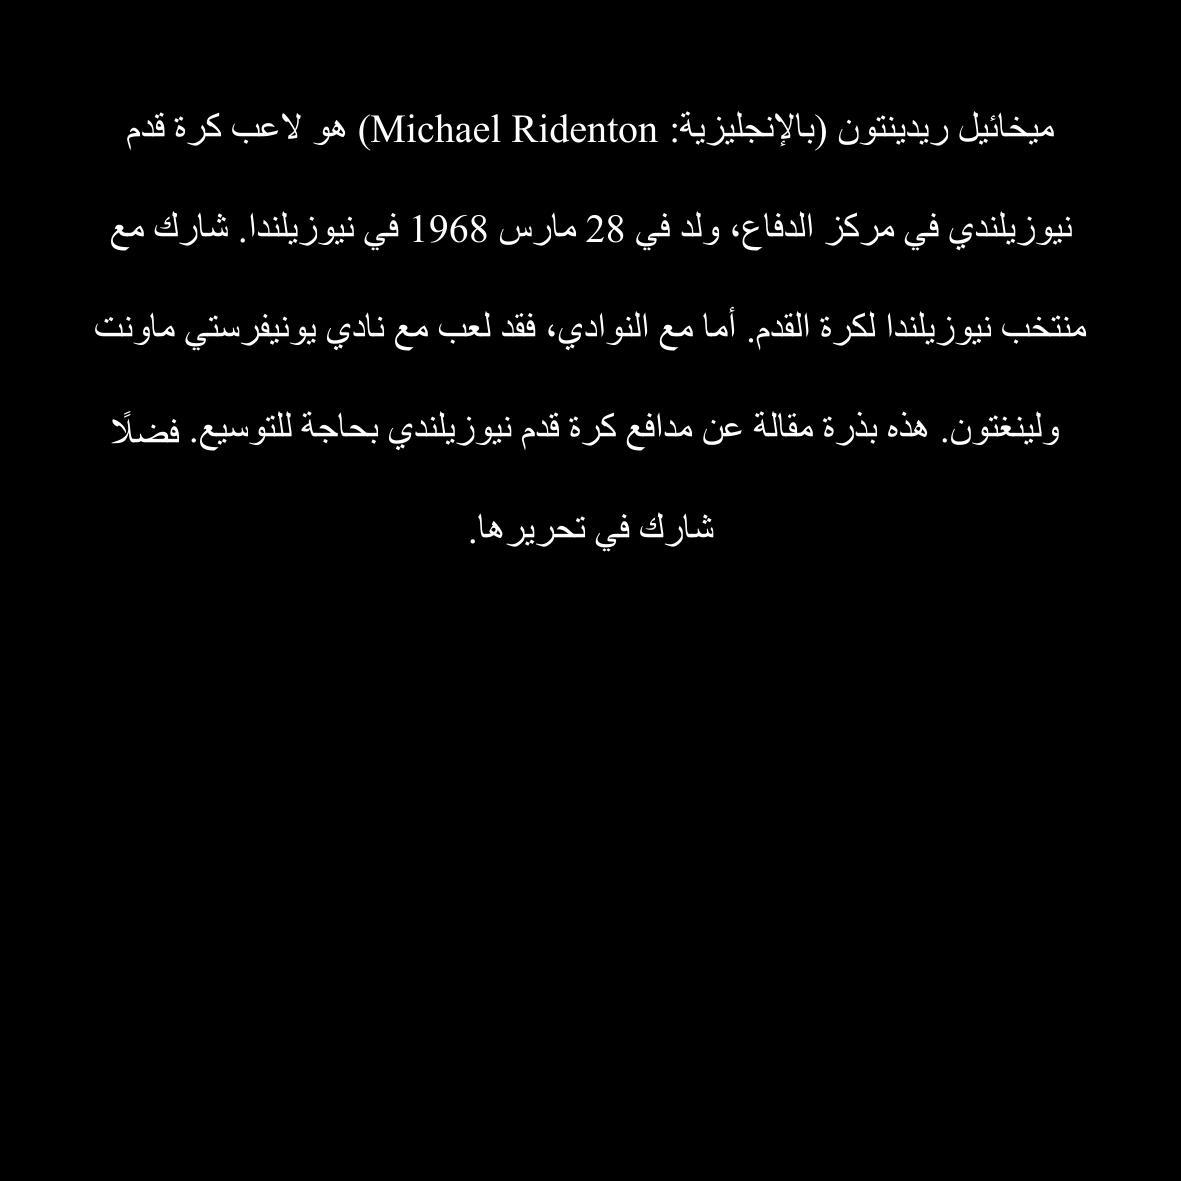 ميخائيل ريدينتون (بالإنجليزية: Michael Ridenton) هو لاعب كرة قدم
نيوزيلندي في مركز الدفاع، ولد في 28 مارس 1968 في نيوزيلندا. شارك مع
منتخب نيوزيلندا لكرة القدم. أما مع النوادي، فقد لعب مع نادي يونيفرستي ماونت
ولينغتون. هذه بذرة مقالة عن مدافع كرة قدم نيوزيلندي بحاجة للتوسيع. فضلًا
شارك في تحريرها.